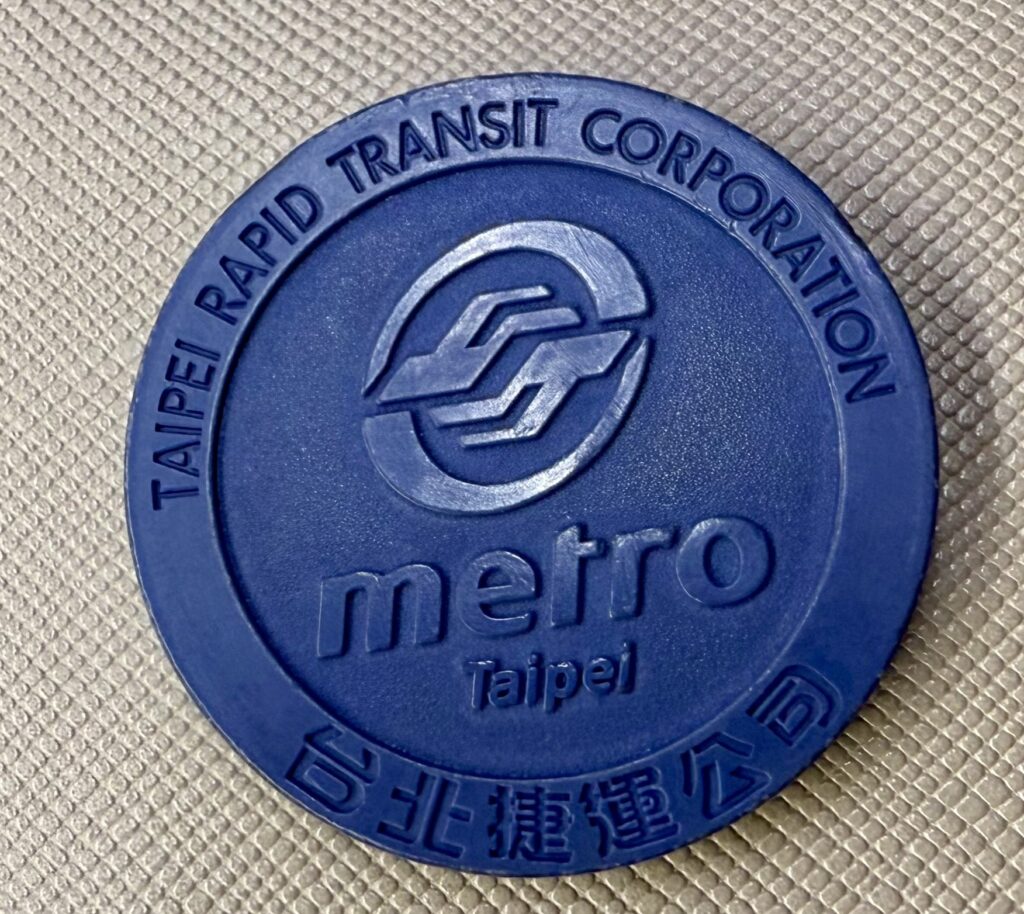 TAIPEI RAPID TRANSIT CORPORATION
metro
Taipei
台北捷運公司